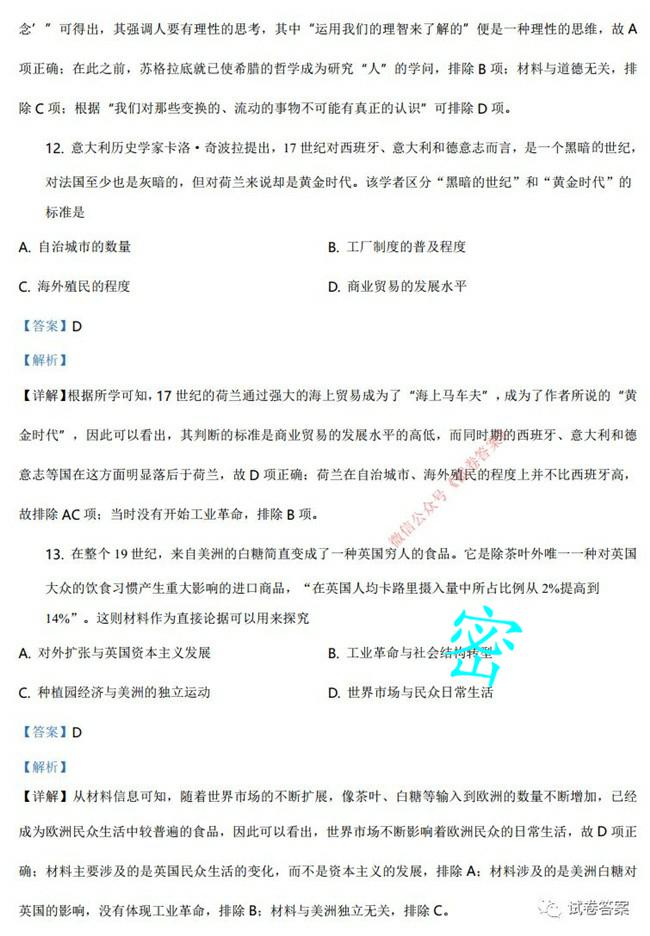 念’”可得出，其强调人要有理性的思考，其中“运用我们的理智来了解的”便是一种理性的思维，故A
项正确；在此之前，苏格拉底就已使希腊的哲学成为研究“人”的学问，排除B项；材料与道德无关，排
除C项；根据“我们对那些变换的、流动的事物不可能有真正的认识”可排除D项。
12. 意大利历史学家卡洛·奇波拉提出，17世纪对西班牙、意大利和德意志而言，是一个黑暗的世纪，
对法国至少也是灰暗的，但对荷兰来说却是黄金时代。该学者区分“黑暗的世纪”和“黄金时代”的
标准是
A. 自治城市的数量 B. 工厂制度的普及程度
C. 海外殖民的程度 D. 商业贸易的发展水平
【答案】D
【解析】
【详解】根据所学可知，17世纪的荷兰通过强大的海上贸易成为了“海上马车夫”，成为了作者所说的“黄
金时代”，因此可以看出，其判断的标准是商业贸易的发展水平的高低，而同时期的西班牙、意大利和德
意志等国在这方面明显落后于荷兰，故D项正确；荷兰在自治城市、海外殖民的程度上并不比西班牙高，
故排除AC项；当时没有开始工业革命，排除B项。
微信公众号《试卷答案》
13. 在整个19世纪，来自美洲的白糖简直变成了一种英国穷人的食品。它是除茶叶外唯一一种对英国
大众的饮食习惯产生重大影响的进口商品，“在英国人均卡路里摄入量中所占比例从2%提高到
14%”。这则材料作为直接论据可以用来探究
A. 对外扩张与英国资本主义发展 B. 工业革命与社会结构转型
密
C. 种植园经济与美洲的独立运动 D. 世界市场与民众日常生活
【答案】D
【解析】
【详解】从材料信息可知，随着世界市场的不断扩展，像茶叶、白糖等输入到欧洲的数量不断增加，已经
成为欧洲民众生活中较普遍的食品，因此可以看出，世界市场不断影响着欧洲民众的日常生活，故D项正
确；材料主要涉及的是英国民众生活的变化，而不是资本主义的发展，排除A；材料涉及的是美洲白糖对
英国的影响，没有体现工业革命，排除B；材料与美洲独立无关，排除C。
试卷答案